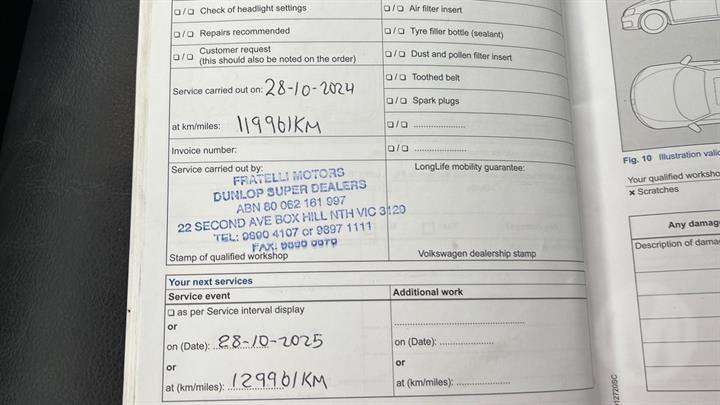 ☐ / ☐ Check of headlight settings
☐ / ☐ Air filter insert
☐ / ☐ Repairs recommended
☐ / ☐ Tyre filler bottle (sealant)
☐ / ☐ Customer request
(this should also be noted on the order)
☐ / ☐ Dust and pollen filter insert
Service carried out on: 28-10-2024
☐ / ☐ Toothed belt
☐ / ☐ Spark plugs
at km/miles: 119961KM
☐ / ☐ ....................
Invoice number:
☐ / ☐ ....................
Service carried out by:
LongLife mobility guarantee:
FRATELLI MOTORS
DUNLOP SUPER DEALERS
ABN 80 062 161 997
22 SECOND AVE BOX HILL NTH VIC 3129
TEL: 9890 4107 or 9897 1111
FAX:
Stamp of qualified workshop
Volkswagen dealership stamp
Your next services
Service event
Additional work
☐ as per Service interval display
or
on (Date): 28-10-2025
on (Date): ....................
or
or
at (km/miles): 129961KM
at (km/miles): ....................
Fig. 10 Illustration
Your qualified
× Scratches
Any
Description of